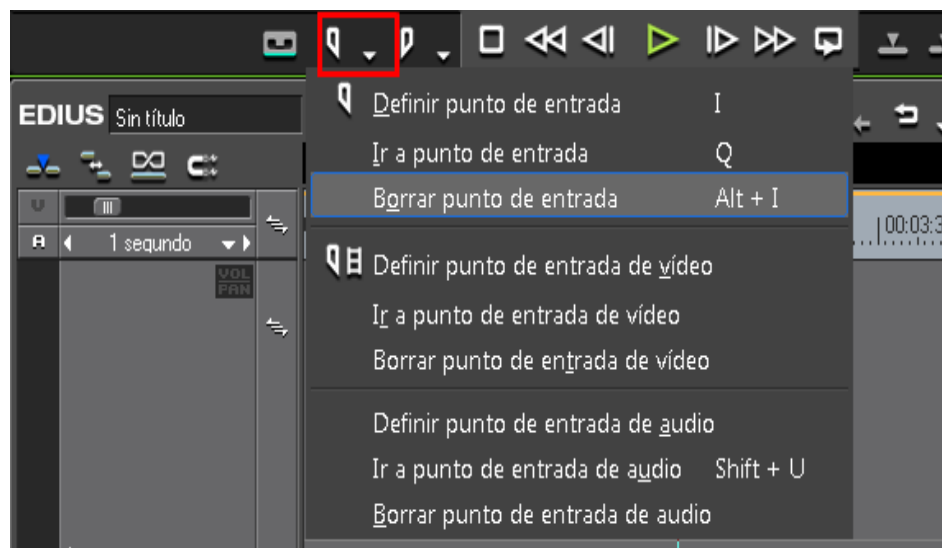 Definir punto de entrada I
EDIUS Sin título
Ir a punto de entrada Q
Borrar punto de entrada Alt + I
U
00:03:3
A 1 segundo
Definir punto de entrada de vídeo
VOL
PAN
Ir a punto de entrada de vídeo
Borrar punto de entrada de vídeo
Definir punto de entrada de audio
Ir a punto de entrada de audio Shift + U
Borrar punto de entrada de audio